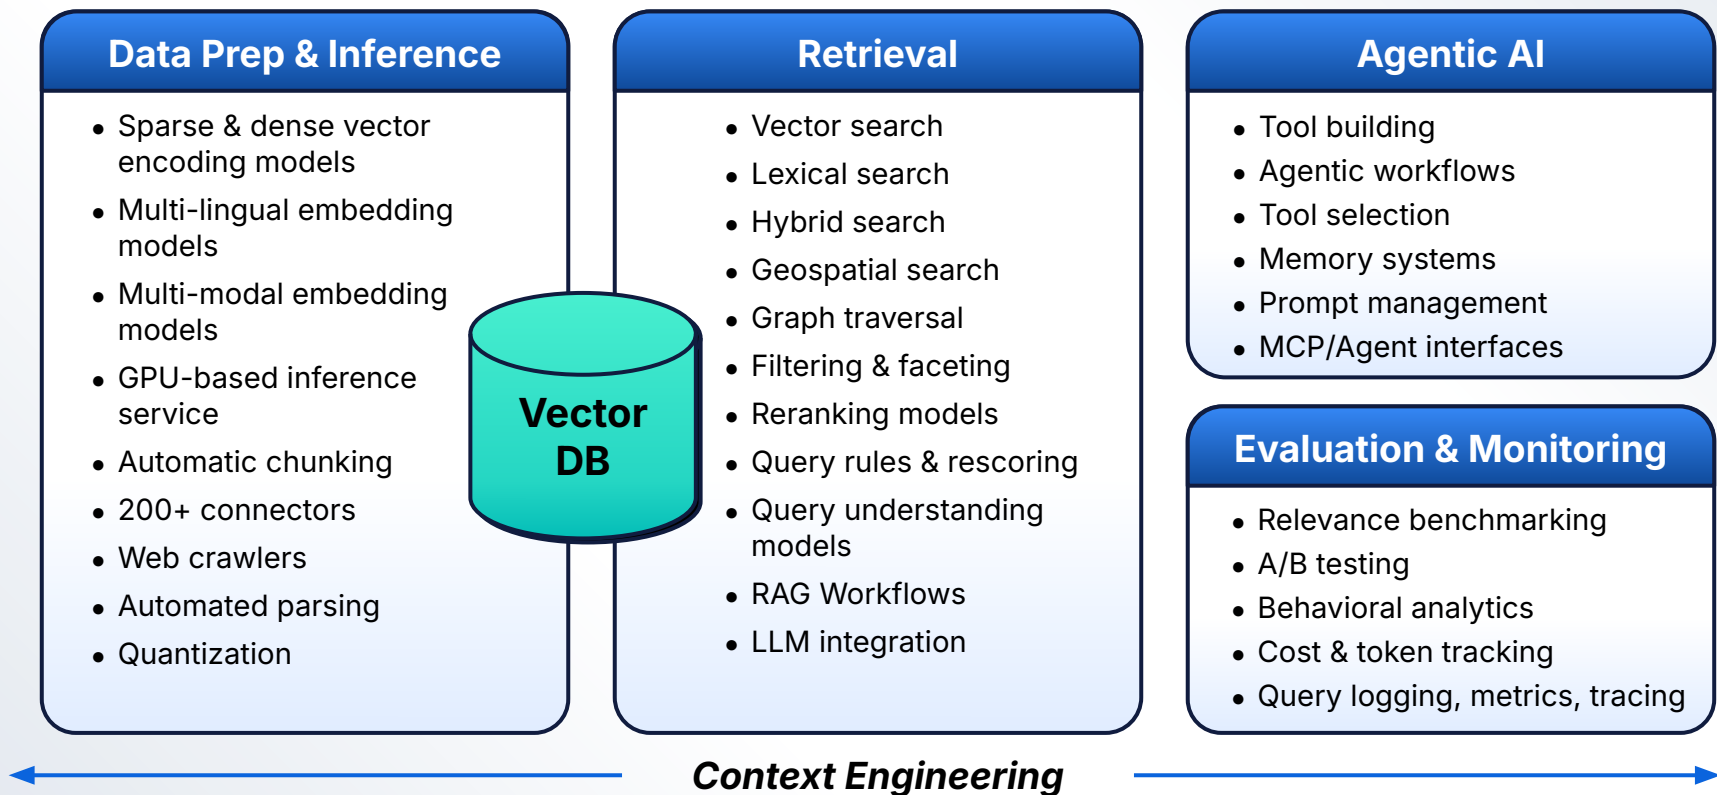 Data Prep & Inference
• Sparse & dense vector
encoding models
• Multi-lingual embedding
models
• Multi-modal embedding
models
• GPU-based inference
service
• Automatic chunking
• 200+ connectors
• Web crawlers
• Automated parsing
• Quantization
Vector
DB
Retrieval
• Vector search
• Lexical search
• Hybrid search
• Geospatial search
• Graph traversal
• Filtering & faceting
• Reranking models
• Query rules & rescoring
• Query understanding
models
• RAG Workflows
• LLM integration
Agentic AI
• Tool building
• Agentic workflows
• Tool selection
• Memory systems
• Prompt management
• MCP/Agent interfaces
Evaluation & Monitoring
• Relevance benchmarking
• A/B testing
• Behavioral analytics
• Cost & token tracking
• Query logging, metrics, tracing
Context Engineering